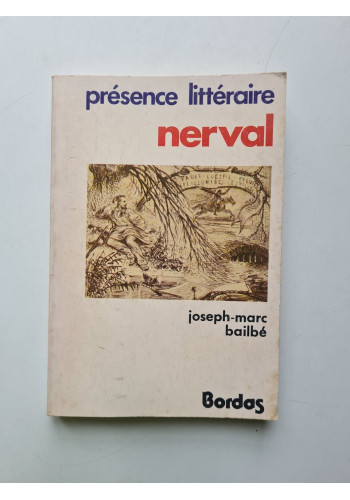 présence littéraire
nerval
joseph-marc
bailbé
Bordas